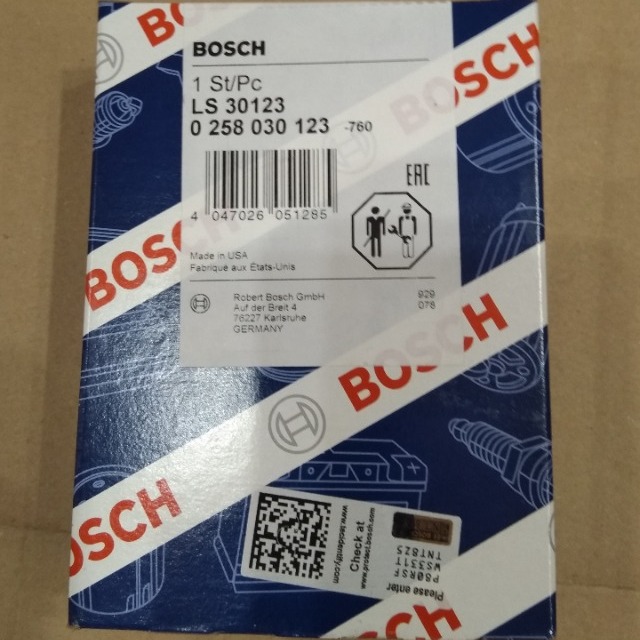 BOSCH
1 St/Pc
LS 30123
0 258 030 123 -760
EAC
4 047026 051285
Made in USA
Fabriqué aux États-Unis
Robert Bosch GmbH
Auf der Breit 4
76227 Karlsruhe
GERMANY
929
078
BOSCH
BOSCH
BOSCH
BOSCH
Check at
www.protect.bosch.com
Please enter